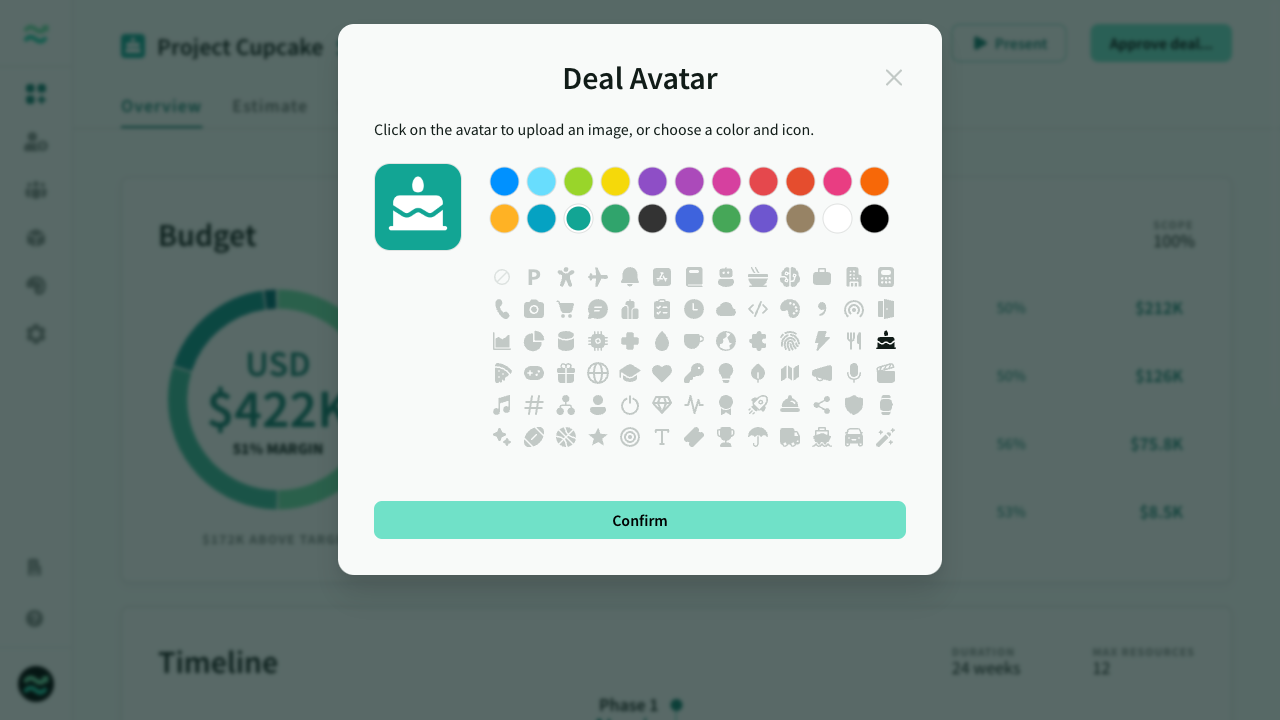 Project Cupcake
Present
Approve deal...
Overview
Estimate
Deal Avatar
Click on the avatar to upload an image, or choose a color and icon.
P
T
Confirm
Budget
SCOPE
100%
USD
$422K
51% MARGIN
50%
$212K
50%
$126K
56%
$75.8K
53%
$8.5K
$172K ABOVE
Timeline
DURATION
24 weeks
MAX RESOURCES
12
Phase 1